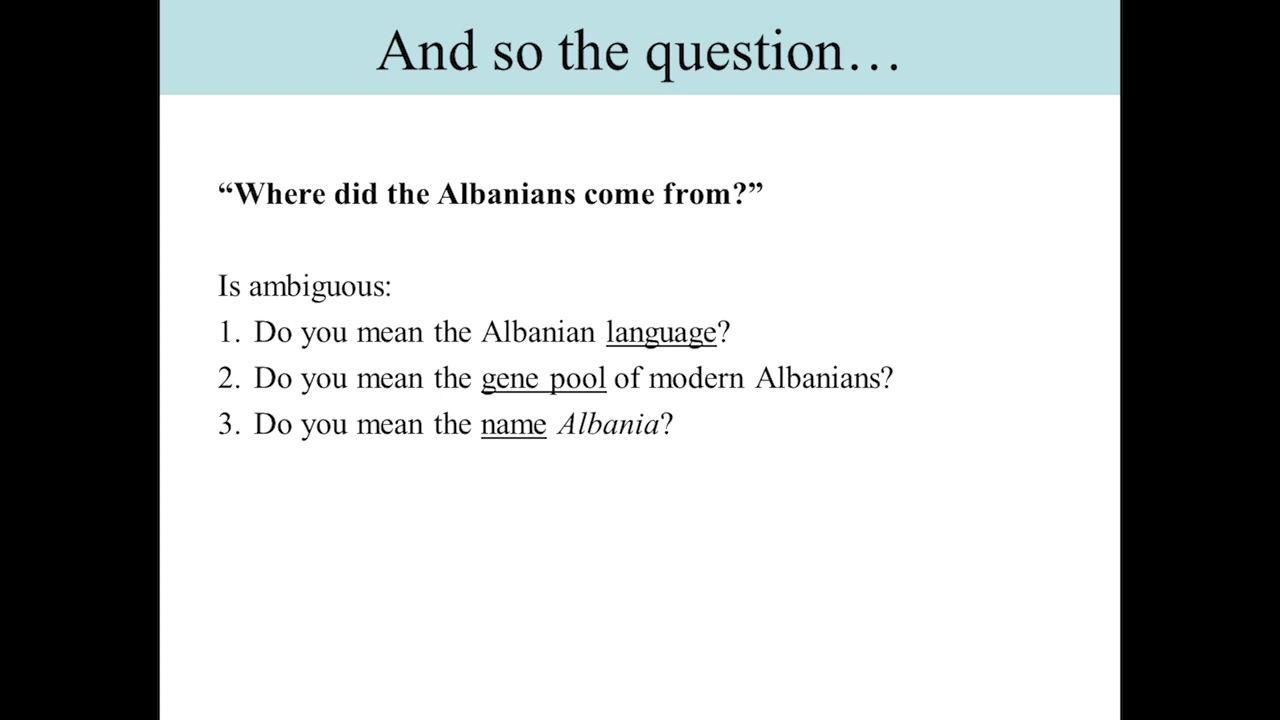 And so the question…
“Where did the Albanians come from?”
Is ambiguous:
1. Do you mean the Albanian language?
2. Do you mean the gene pool of modern Albanians?
3. Do you mean the name Albania?